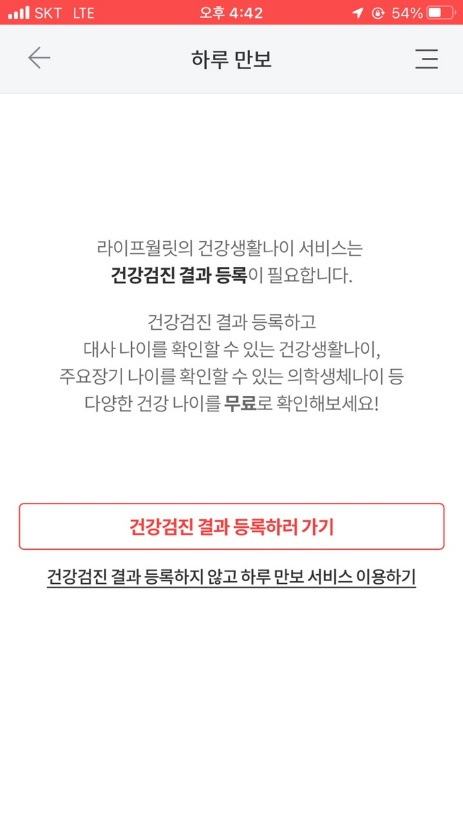 SKT LTE 오후 4:42 54%
하루 만보
라이프월릿의 건강생활나이 서비스는
건강검진 결과 등록이 필요합니다.
건강검진 결과 등록하고
대사 나이를 확인할 수 있는 건강생활나이,
주요장기 나이를 확인할 수 있는 의학생체나이 등
다양한 건강 나이를 무료로 확인해보세요!
건강검진 결과 등록하러 가기
건강검진 결과 등록하지 않고 하루 만보 서비스 이용하기